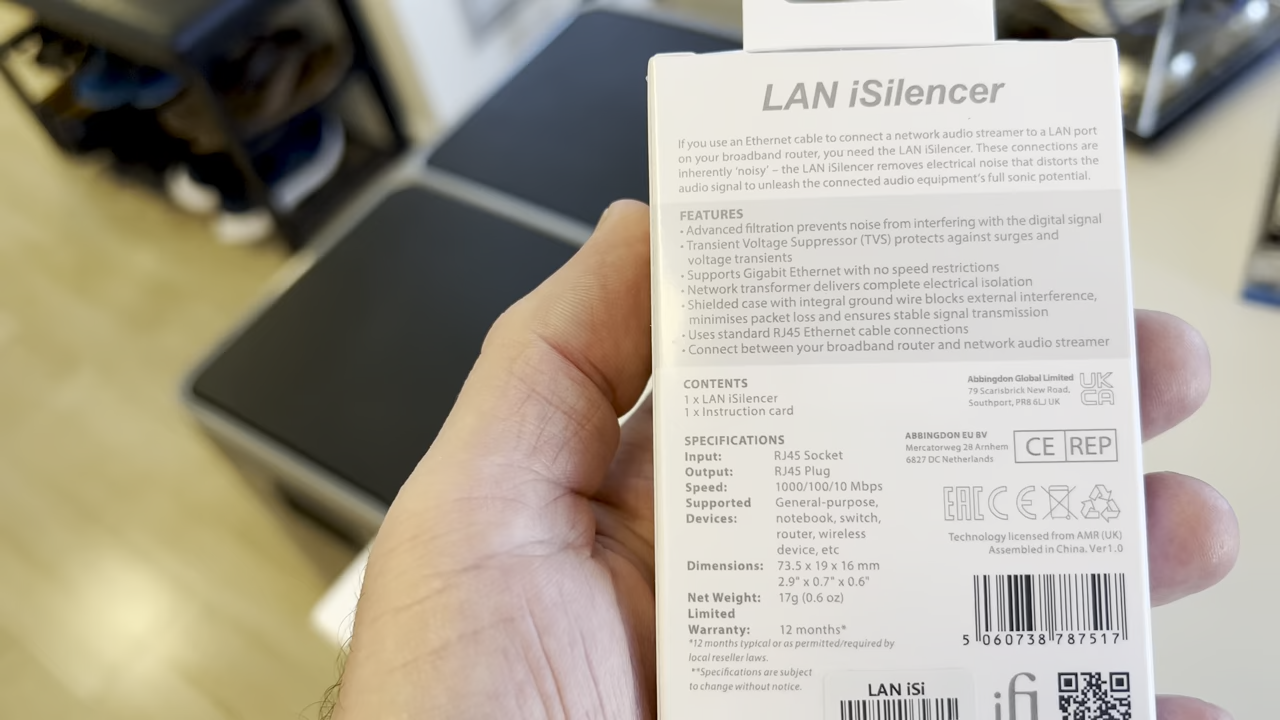 LAN iSilencer
If you use an Ethernet cable to connect a network audio streamer to a LAN port
on your broadband router, you need the LAN iSilencer. These connections are
inherently ‘noisy’ – the LAN iSilencer removes electrical noise that distorts the
audio signal to unleash the connected audio equipment’s full sonic potential.
FEATURES
• Advanced filtration prevents noise from interfering with the digital signal
• Transient Voltage Suppressor (TVS) protects against surges and
voltage transients
• Supports Gigabit Ethernet with no speed restrictions
• Network transformer delivers complete electrical isolation
• Shielded case with integral ground wire blocks external interference,
minimises packet loss and ensures stable signal transmission
• Uses standard RJ45 Ethernet cable connections
• Connect between your broadband router and network audio streamer
CONTENTS
1 x LAN iSilencer
1 x Instruction card
Abbingdon Global Limited
79 Scarisbrick New Road,
Southport, PR8 6LJ UK
UK
CA
SPECIFICATIONS
Input: RJ45 Socket
Output: RJ45 Plug
Speed: 1000/100/10 Mbps
Supported General-purpose,
Devices: notebook, switch,
router, wireless
device, etc
Dimensions: 73.5 x 19 x 16 mm
2.9" x 0.7" x 0.6"
Net Weight: 17g (0.6 oz)
Limited
Warranty: 12 months*
*12 months typical or as permitted/required by
local reseller laws.
**Specifications are subject
to change without notice.
ABBINGDON EU BV
Mercatorweg 28 Arnhem
6827 DC Netherlands
CE REP
EAC CE
Technology licensed from AMR (UK)
Assembled in China. Ver1.0
5 060738 787517
LAN iSi
ifi